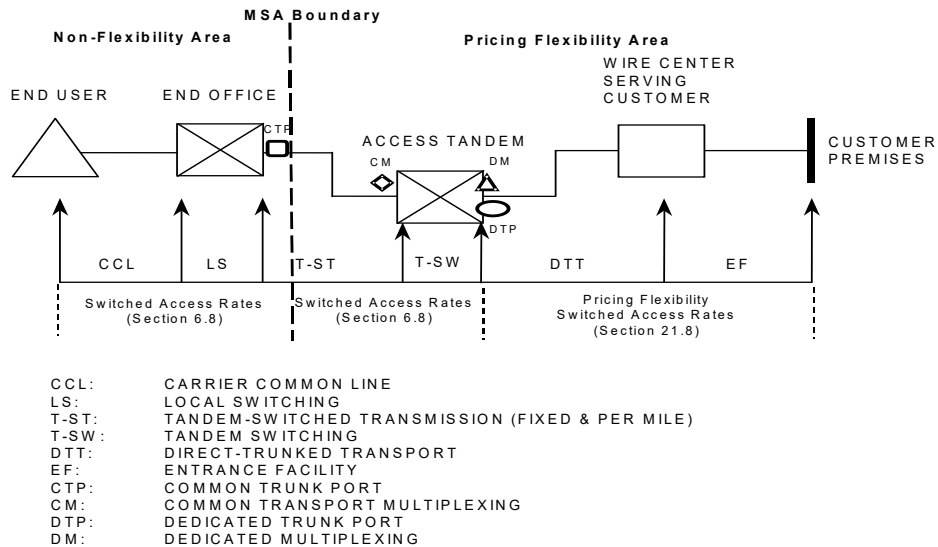 MSA Boundary
Non-Flexibility Area
Pricing Flexibility Area
WIRE CENTER
SERVING
CUSTOMER
END USER
END OFFICE
CTP
ACCESS TANDEM
CM
DM
CUSTOMER
PREMISES
DTP
CCL
LS
T-ST
T-SW
DTT
EF
Switched Access Rates
(Section 6.8)
Switched Access Rates
(Section 6.8)
Pricing Flexibility
Switched Access Rates
(Section 21.8)
CCL: CARRIER COMMON LINE
LS: LOCAL SWITCHING
T-ST: TANDEM-SWITCHED TRANSMISSION (FIXED & PER MILE)
T-SW: TANDEM SWITCHING
DTT: DIRECT-TRUNKED TRANSPORT
EF: ENTRANCE FACILITY
CTP: COMMON TRUNK PORT
CM: COMMON TRANSPORT MULTIPLEXING
DTP: DEDICATED TRUNK PORT
DM: DEDICATED MULTIPLEXING